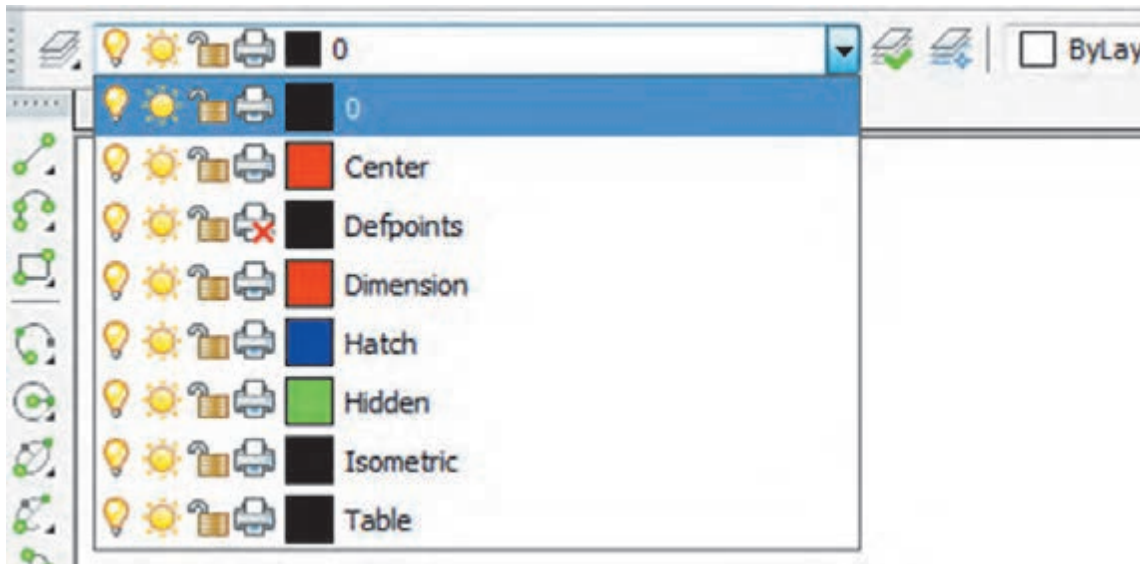 0
ByLay
0
Center
Defpoints
Dimension
Hatch
Hidden
Isometric
Table